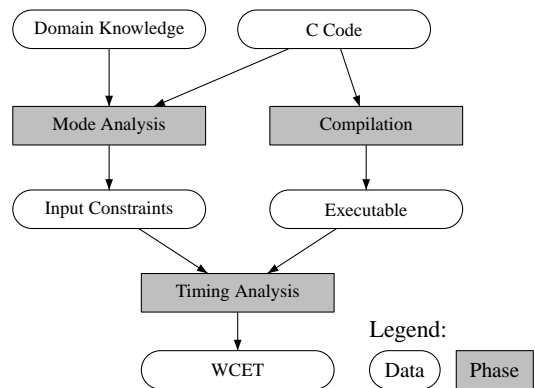 Domain Knowledge
C Code
Mode Analysis
Compilation
Input Constraints
Executable
Timing Analysis
WCET
Legend:
Data
Phase